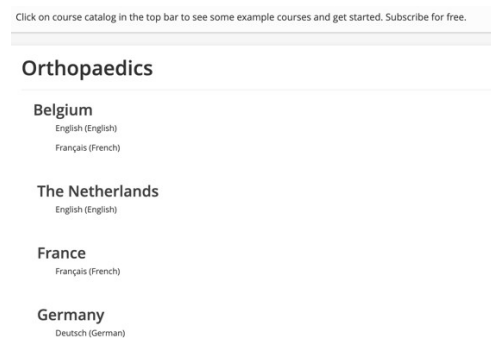 Click on course catalog in the top bar to see some example courses and get started. Subscribe for free.
Orthopaedics
Belgium
English (English)
Français (French)
The Netherlands
English (English)
France
Français (French)
Germany
Deutsch (German)